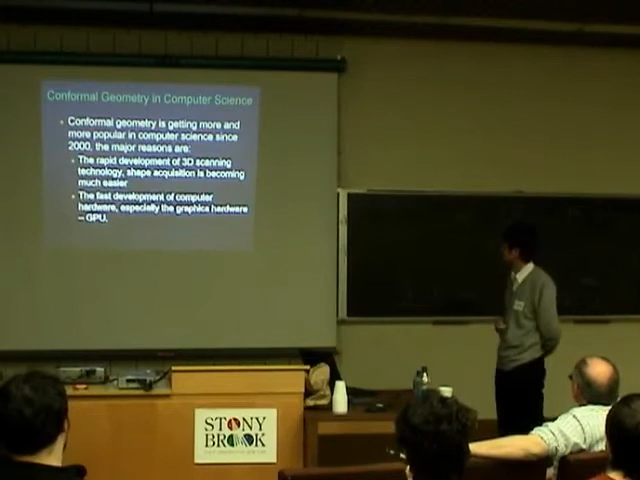 Conformal Geometry in Computer Science
Conformal geometry is getting more and
more popular in computer science since
2000, the major reasons are:
The rapid development of 3D scanning
technology, shape acquisition is becoming
much easier
The fast development of computer
hardware, especially the graphics hardware
– GPU.
STONY
BROOK